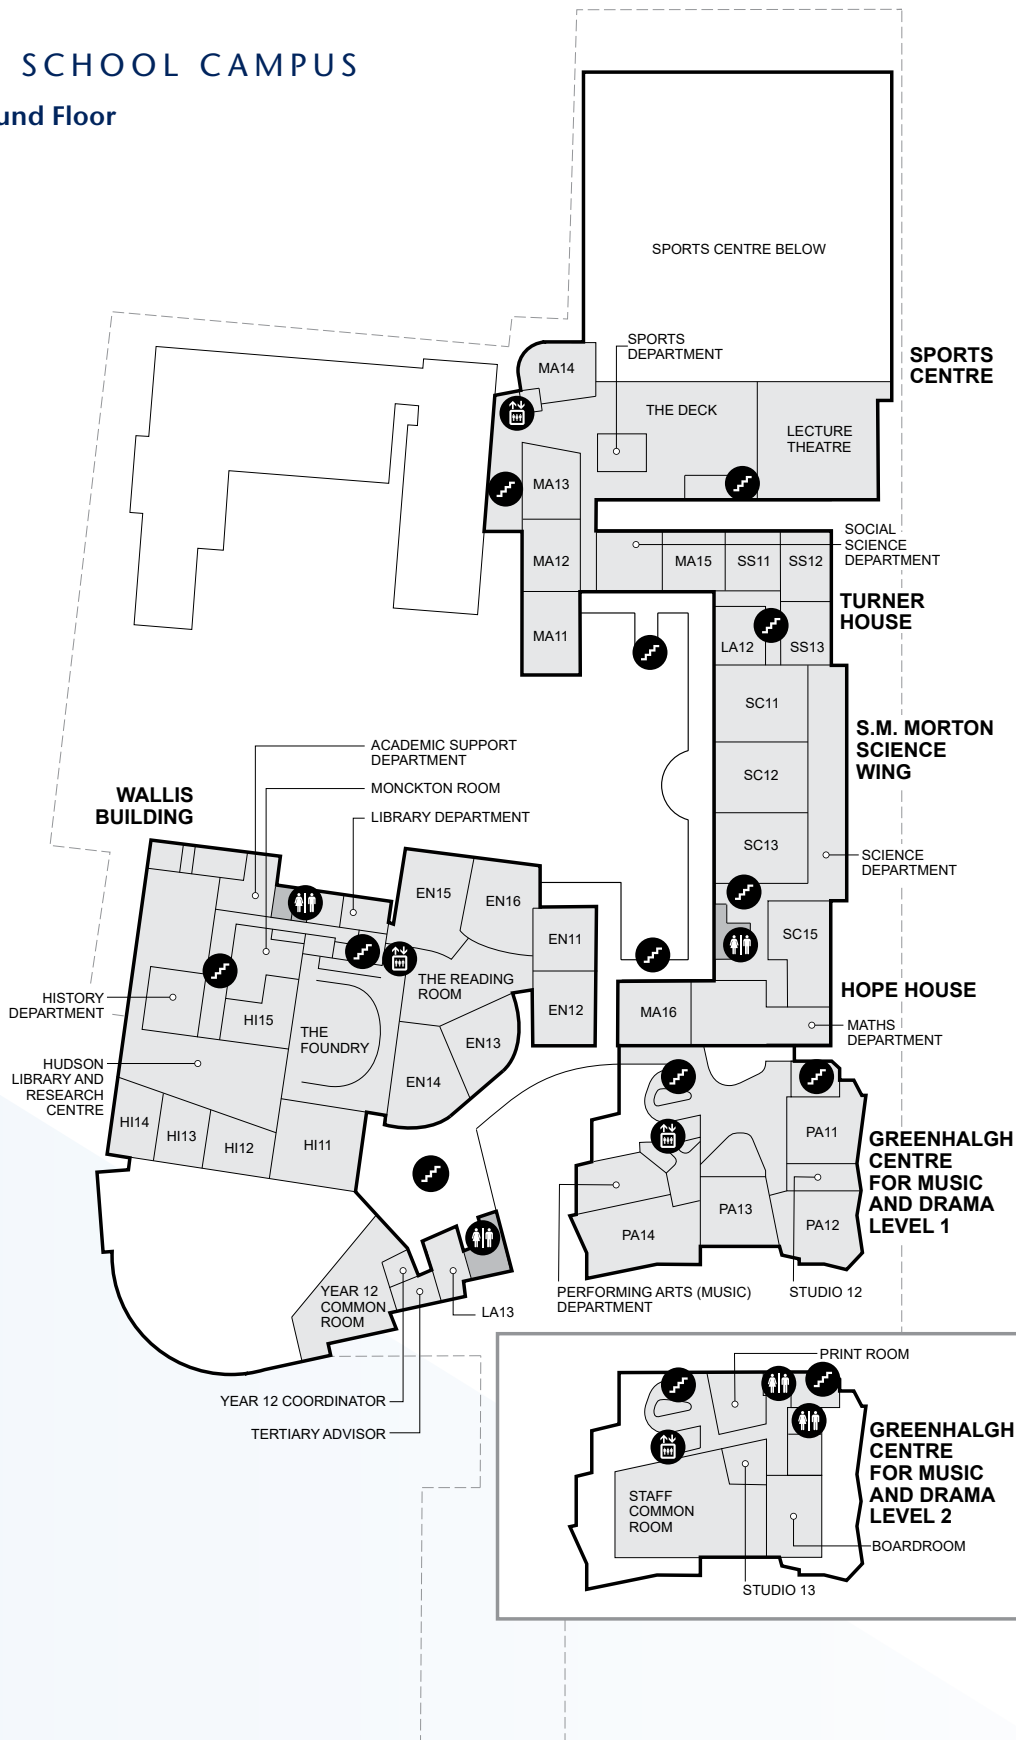 SCHOOL CAMPUS
und Floor
SPORTS CENTRE BELOW
SPORTS
DEPARTMENT
SPORTS
CENTRE
MA14
THE DECK
LECTURE
THEATRE
MA13
SOCIAL
SCIENCE
DEPARTMENT
MA12
MA15
SS11
SS12
TURNER
HOUSE
MA11
LA12
SS13
SC11
S.M. MORTON
SCIENCE
WING
SC12
SC13
SCIENCE
DEPARTMENT
SC15
HOPE HOUSE
MA16
MATHS
DEPARTMENT
ACADEMIC SUPPORT
DEPARTMENT
MONCKTON ROOM
LIBRARY DEPARTMENT
WALLIS
BUILDING
EN15
EN16
EN11
EN12
THE READING
ROOM
EN13
EN14
HISTORY
DEPARTMENT
HI15
THE
FOUNDRY
HUDSON
LIBRARY AND
RESEARCH
CENTRE
HI14
HI13
HI12
HI11
PA11
GREENHALGH
CENTRE
FOR MUSIC
AND DRAMA
LEVEL 1
PA13
PA12
PA14
PERFORMING ARTS (MUSIC)
DEPARTMENT
STUDIO 12
YEAR 12
COMMON
ROOM
LA13
YEAR 12 COORDINATOR
TERTIARY ADVISOR
PRINT ROOM
GREENHALGH
CENTRE
FOR MUSIC
AND DRAMA
LEVEL 2
STAFF
COMMON
ROOM
BOARDROOM
STUDIO 13